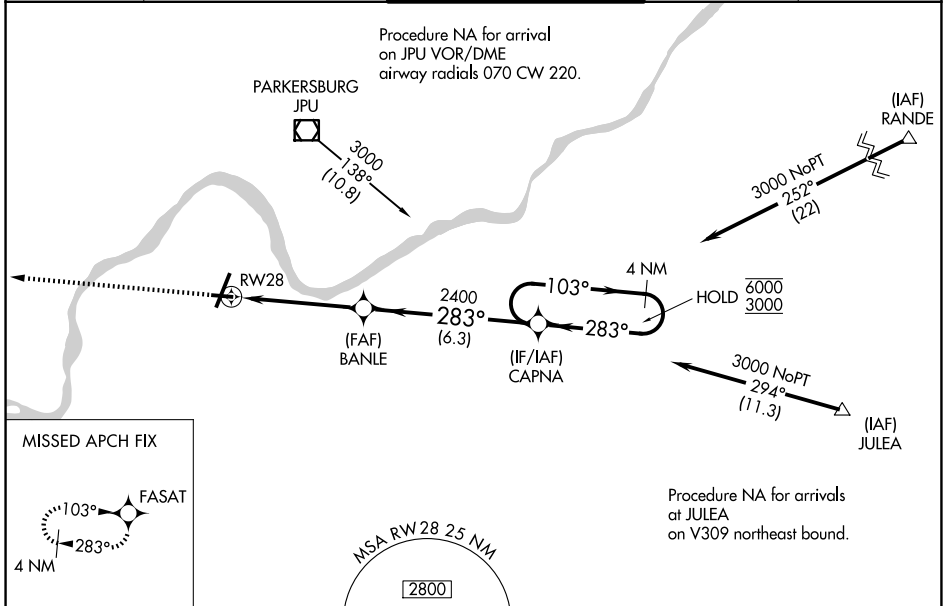 Procedure NA for arrival
on JPU VOR/DME
airway radials 070 CW 220.
PARKERSBURG
JPU
3000
138°
(10.8)
(IAF)
RANDE
3000 NoPT
252°
(22)
RW28
4 NM
103°
HOLD
6000
3000
283°
2400
283°
(6.3)
(FAF)
BANLE
(IF/IAF)
CAPNA
3000 NoPT
294°
(11.3)
(IAF)
JULEA
MISSED APCH FIX
FASAT
103°
283°
4 NM
Procedure NA for arrivals
at JULEA
on V309 northeast bound.
MSA RW28 25 NM
2800